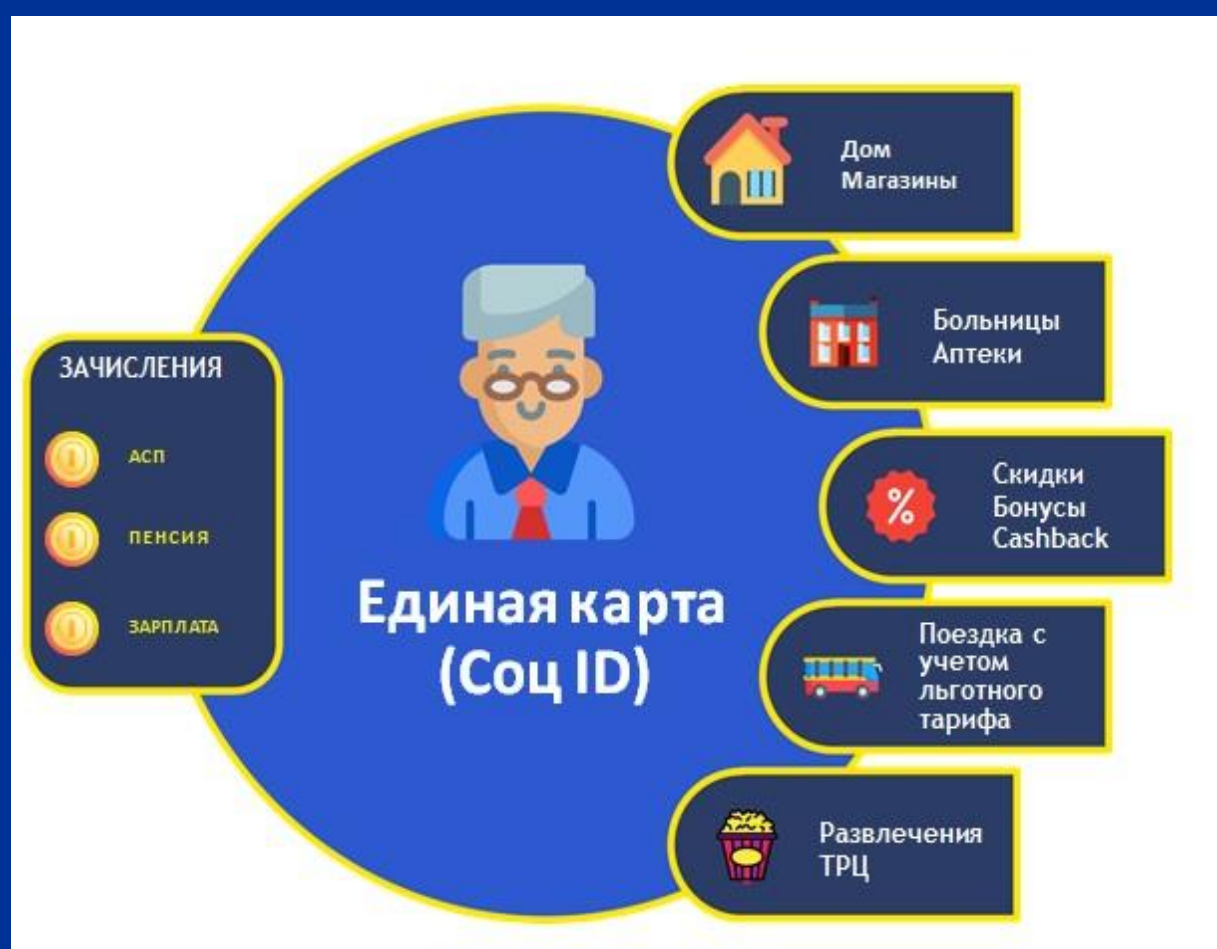 ЗАЧИСЛЕНИЯ
АСП
ПЕНСИЯ
ЗАРПЛАТА
Единая карта
(Соц ID)
Дом
Магазины
Больницы
Аптеки
%
Скидки
Бонусы
Cashback
Поездка с
учетом
льготного
тарифа
Развлечения
ТРЦ